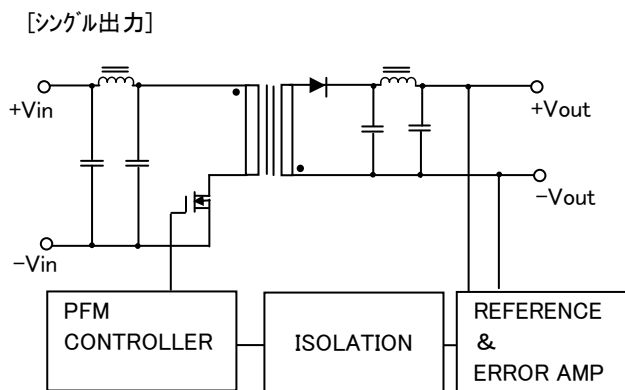 [シングル出力]
+Vin
+Vout
−Vout
−Vin
PFM
CONTROLLER
ISOLATION
REFERENCE
&
ERROR AMP